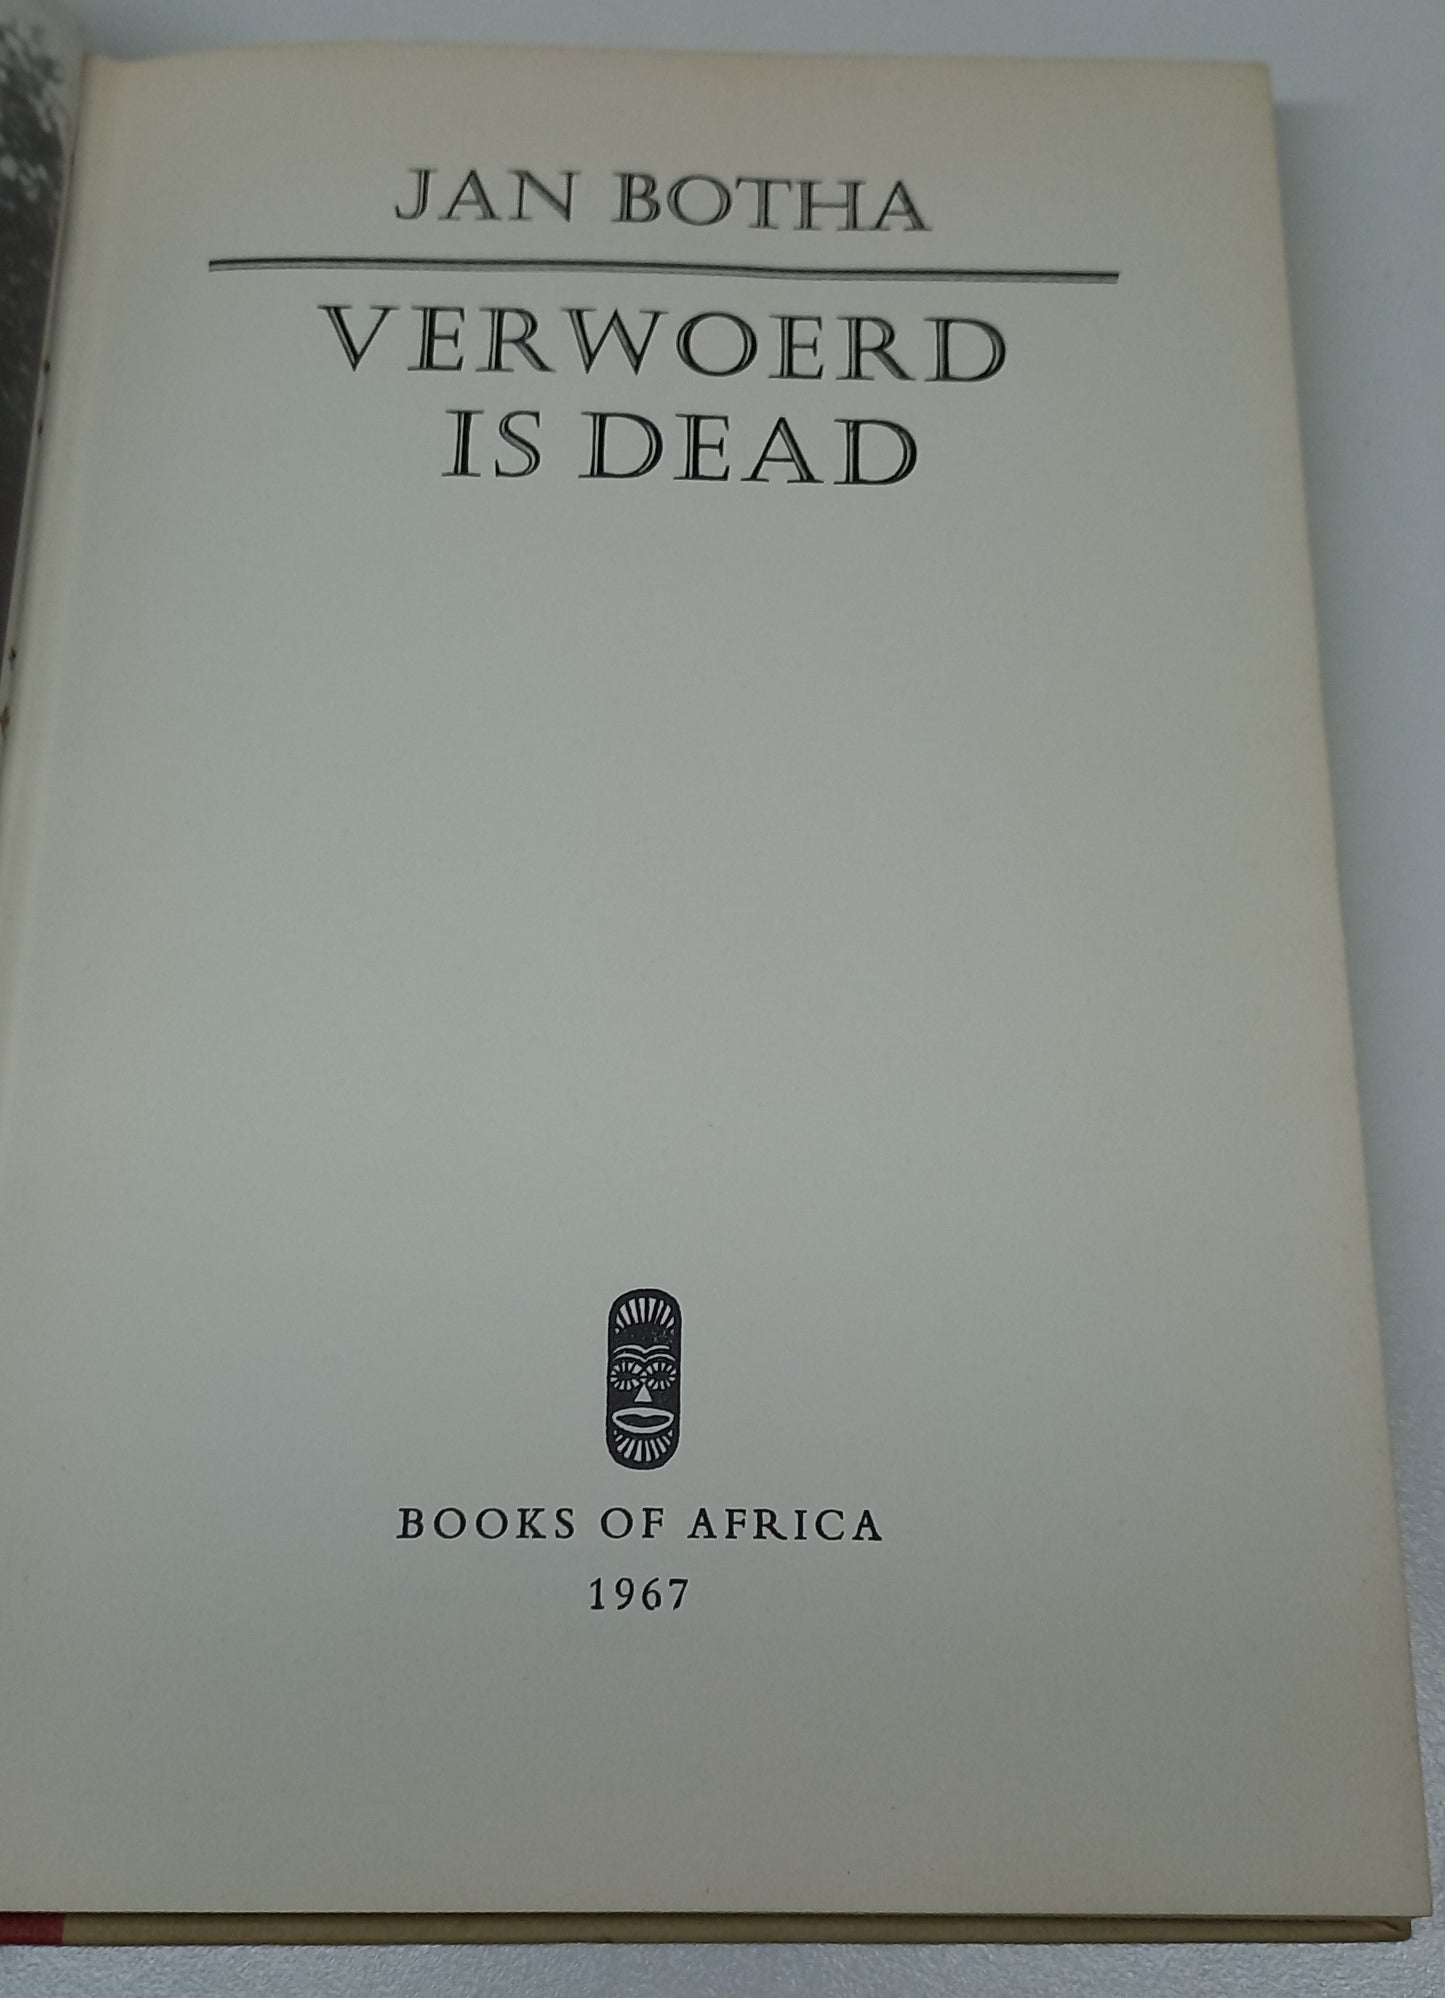 JAN BOTHA
VERWOERD
IS DEAD
BOOKS OF AFRICA
1967